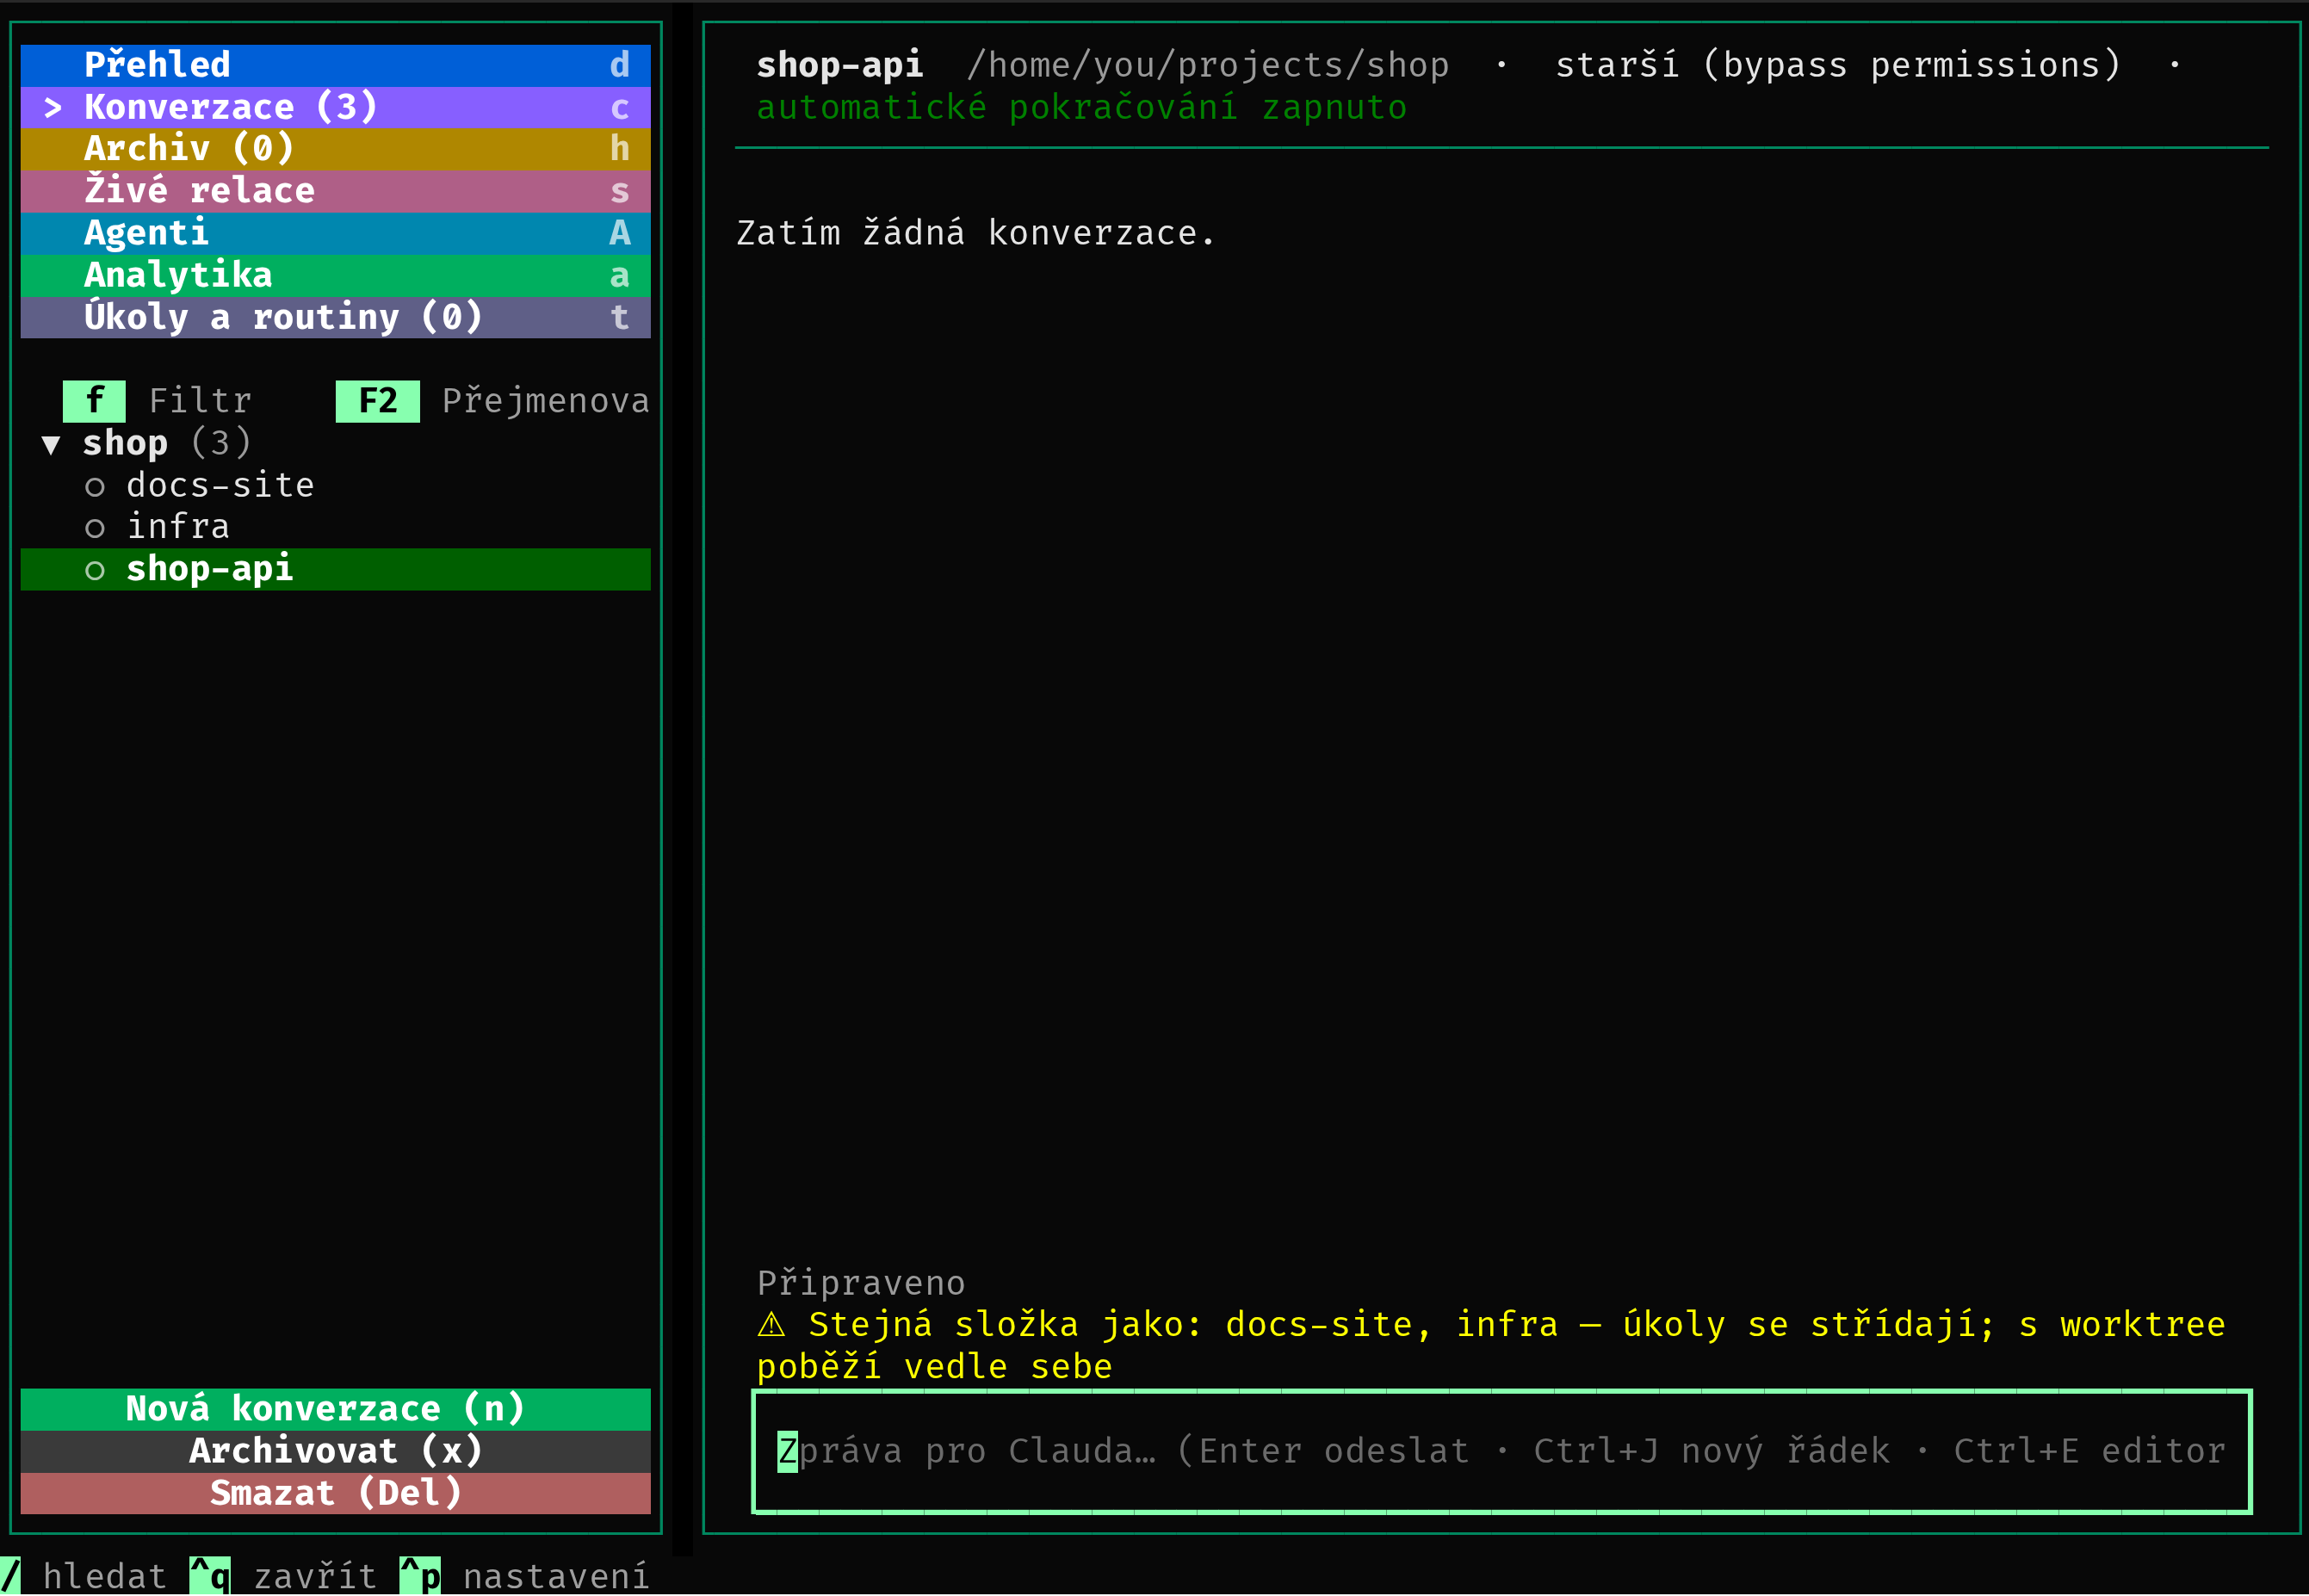 Přehled d
> Konverzace (3) c
Archiv (0) h
Živé relace s
Agenti A
Analytika a
Úkoly a routiny (0) t
f Filtr F2 Přejmenova
▼ shop (3)
○ docs-site
○ infra
○ shop-api
Nová konverzace (n)
Archivovat (x)
Smazat (Del)
shop-api /home/you/projects/shop · starší (bypass permissions) ·
automatické pokračování zapnuto
Zatím žádná konverzace.
Připraveno
⚠ Stejná složka jako: docs-site, infra — úkoly se střídají; s worktree
poběží vedle sebe
Zpráva pro Clauda… (Enter odeslat · Ctrl+J nový řádek · Ctrl+E editor
/ hledat ^q zavřít ^p nastavení